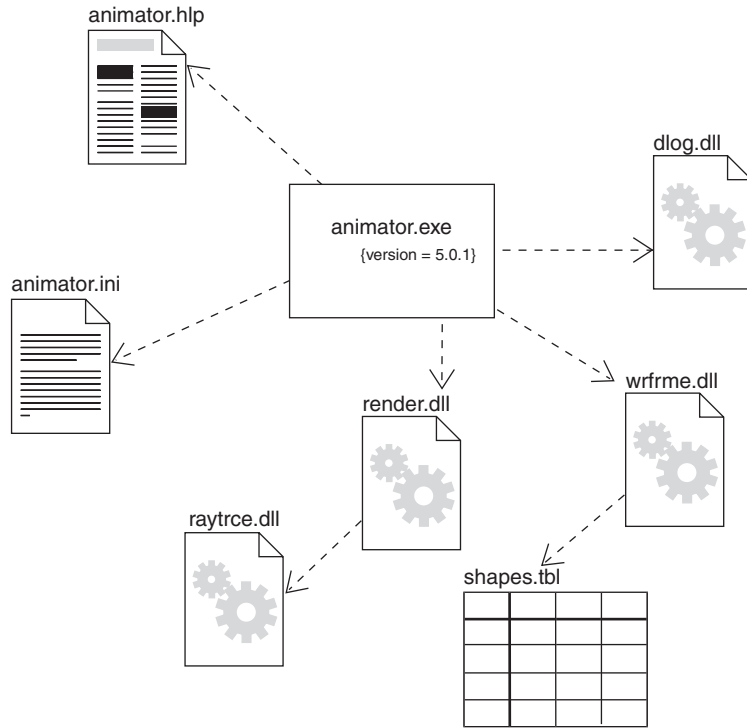 animator.hlp
dlog.dll
animator.exe
{version = 5.0.1}
animator.ini
wrfrme.dll
render.dll
raytrce.dll
shapes.tbl